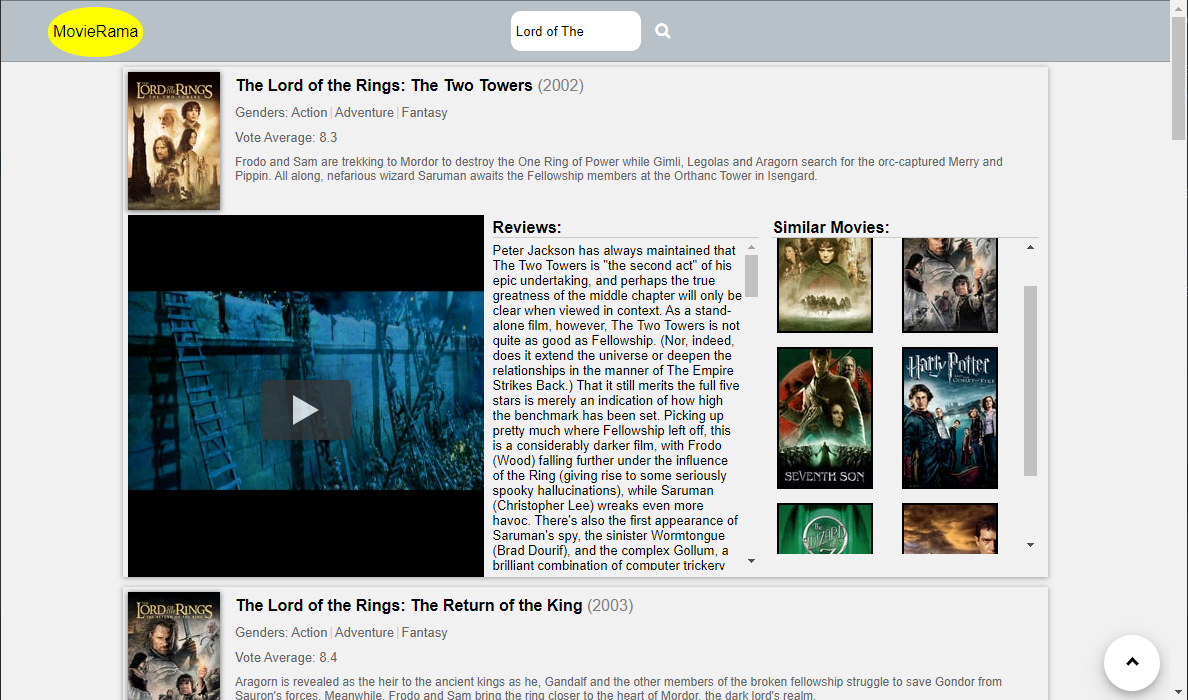 MovieRama
Lord of The
The Lord of the Rings: The Two Towers (2002)
Genders: Action | Adventure | Fantasy
Vote Average: 8.3
Frodo and Sam are trekking to Mordor to destroy the One Ring of Power while Gimli, Legolas and Aragorn search for the orc-captured Merry and
Pippin. All along, nefarious wizard Saruman awaits the Fellowship members at the Orthanc Tower in Isengard.
THE
LORD OF THE
RINGS
THE TWO TOWERS
Reviews:
Peter Jackson has always maintained that
The Two Towers is "the second act" of his
epic undertaking, and perhaps the true
greatness of the middle chapter will only be
clear when viewed in context. As a stand-
alone film, however, The Two Towers is not
quite as good as Fellowship. (Nor, indeed,
does it extend the universe or deepen the
relationships in the manner of The Empire
Strikes Back.) That it still merits the full five
stars is merely an indication of how high
the benchmark has been set. Picking up
pretty much where Fellowship left off, this
is a considerably darker film, with Frodo
(Wood) falling further under the influence
of the Ring (giving rise to some seriously
spooky hallucinations), while Saruman
(Christopher Lee) wreaks even more
havoc. There's also the first appearance of
Saruman's spy, the sinister Wormtongue
(Brad Dourif), and the complex Gollum, a
brilliant combination of computer trickery
Similar Movies:
SEVENTH SON
Harry Potter
GOBLET OF FIRE
THE
WIZARD
The Lord of the Rings: The Return of the King (2003)
Genders: Action | Adventure | Fantasy
Vote Average: 8.4
Aragorn is revealed as the heir to the ancient kings as he, Gandalf and the other members of the broken fellowship struggle to save Gondor from
Sauron's forces. Meanwhile, Frodo and Sam bring the ring closer to the heart of Mordor, the dark lord's realm.
THE
LORD OF THE
RINGS
THE RETURN OF THE KING